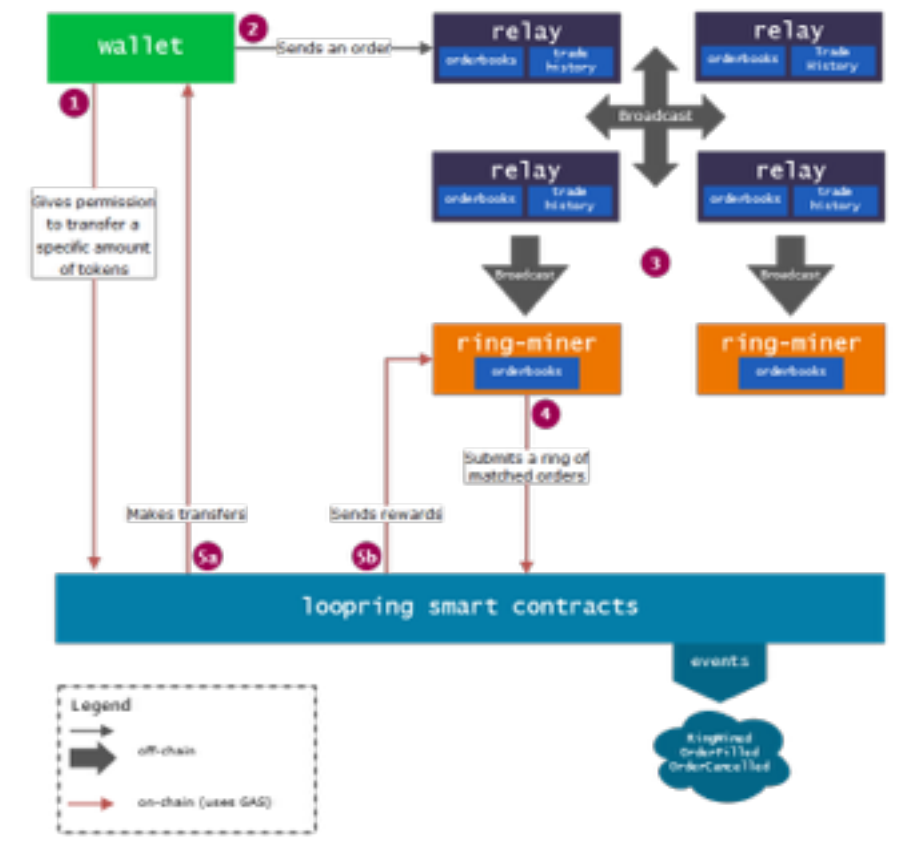 wallet
2
Sends an order
relay
orderbooks
trade
history
relay
orderbooks
Trade
History
1
Broadcast
Gives permission
to transfer a
specific amount
of tokens
relay
orderbooks
trade
history
relay
orderbooks
trade
history
3
Broadcast
Broadcast
ring-miner
orderbooks
ring-miner
orderbooks
4
Submits a ring of
matched orders
Makes transfers
Sends rewards
5a
5b
loopring smart contracts
events
RingMined
OrderFilled
OrderCancelled
Legend
off-chain
on-chain (uses GAS)